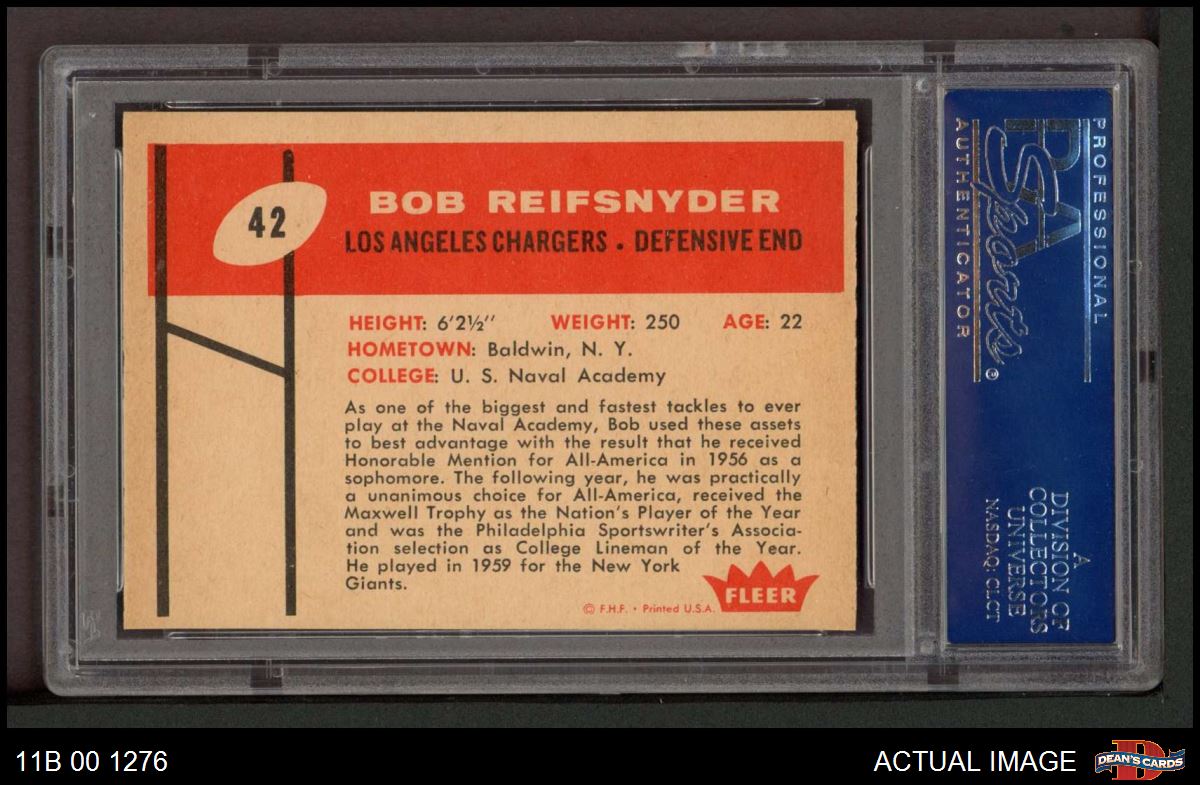 42
BOB REIFSNYDER
LOS ANGELES CHARGERS • DEFENSIVE END
HEIGHT: 6'2½" WEIGHT: 250 AGE: 22
HOMETOWN: Baldwin, N. Y.
COLLEGE: U. S. Naval Academy
As one of the biggest and fastest tackles to ever
play at the Naval Academy, Bob used these assets
to best advantage with the result that he received
Honorable Mention for All-America in 1956 as a
sophomore. The following year, he was practically
a unanimous choice for All-America, received the
Maxwell Trophy as the Nation's Player of the Year
and was the Philadelphia Sportswriter's Associa-
tion selection as College Lineman of the Year.
He played in 1959 for the New York
Giants.
© F.H.F. • Printed U.S.A.
FLEER
PROFESSIONAL
PSA
Sports®
AUTHENTICATOR
A
DIVISION OF
COLLECTORS
UNIVERSE
NASDAQ: CLCT
11B 00 1276
ACTUAL IMAGE
D
DEAN'S CARDS